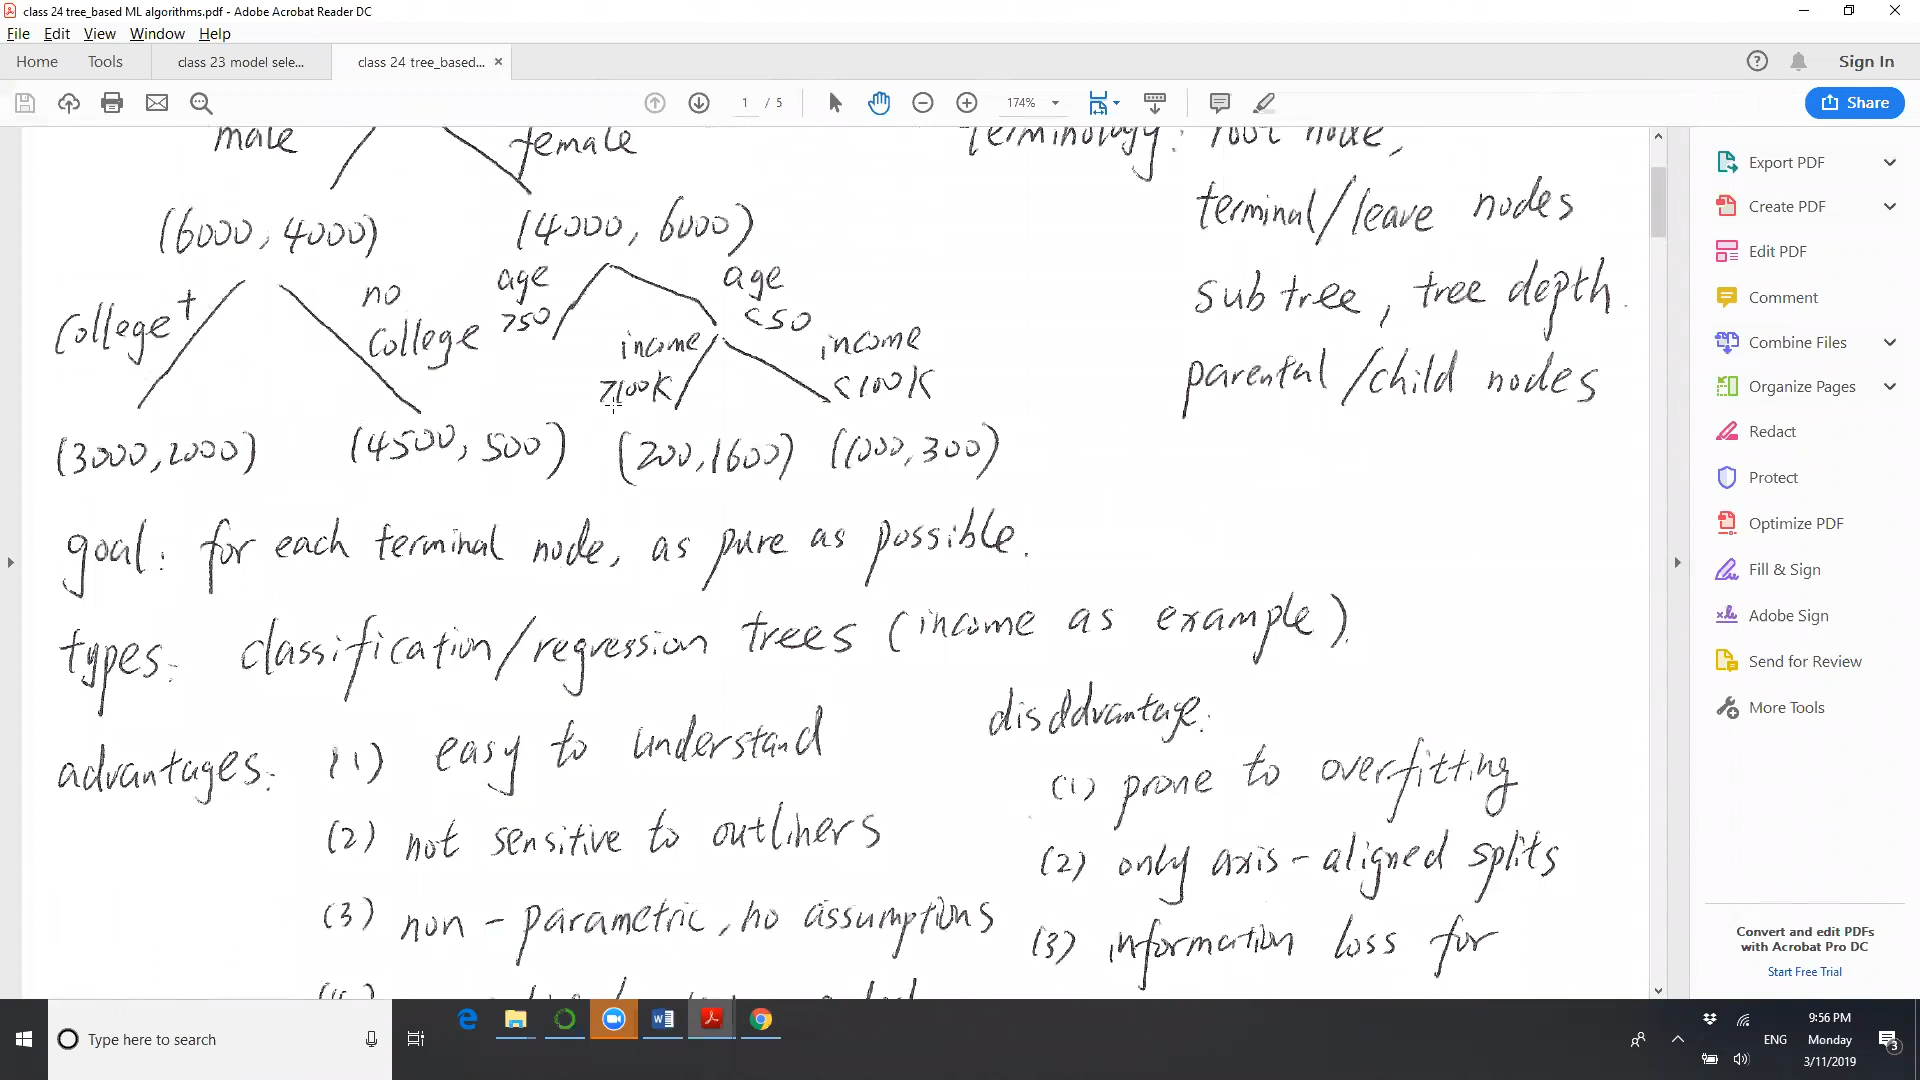 class 24 tree_based ML algorithms.pdf - Adobe Acrobat Reader DC
File Edit View Window Help
Home Tools class 23 model sele... class 24 tree_based... × Sign In
1 / 5 174% Share
male female
Terminology: root node,
terminal/leave nodes
sub tree, tree depth.
parental/child nodes
(6000, 4000) (4000, 6000)
college+ no college
age >50 age <50
income >100K income <100K
(3000,2000) (4500, 500) (200,1600) (1000,300)
goal: for each terminal node, as pure as possible.
types: classification/regression trees (income as example).
advantages: (1) easy to understand
(2) not sensitive to outliners
(3) non-parametric, no assumptions
(4)
disddvantage:
(1) prone to overfitting
(2) only axis-aligned splits
(3) information loss for
Export PDF
Create PDF
Edit PDF
Comment
Combine Files
Organize Pages
Redact
Protect
Optimize PDF
Fill & Sign
Adobe Sign
Send for Review
More Tools
Convert and edit PDFs
with Acrobat Pro DC
Start Free Trial
Type here to search
ENG
9:56 PM
Monday
3/11/2019
3